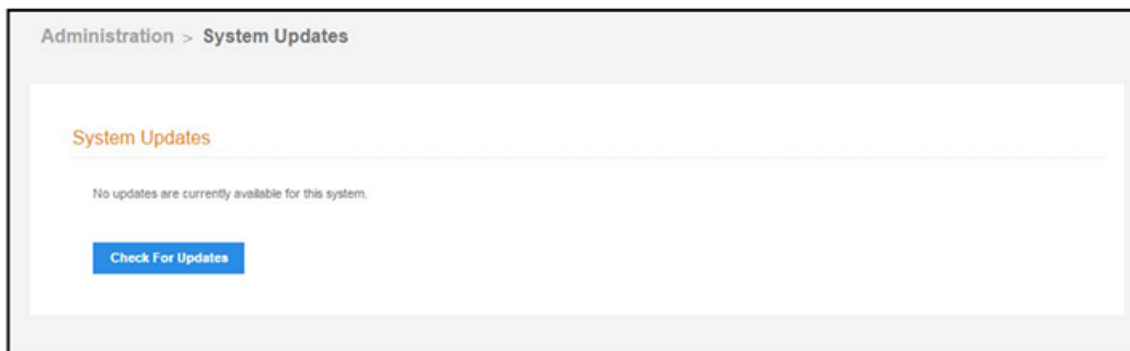 Administration > System Updates
System Updates
No updates are currently available for this system.
Check For Updates